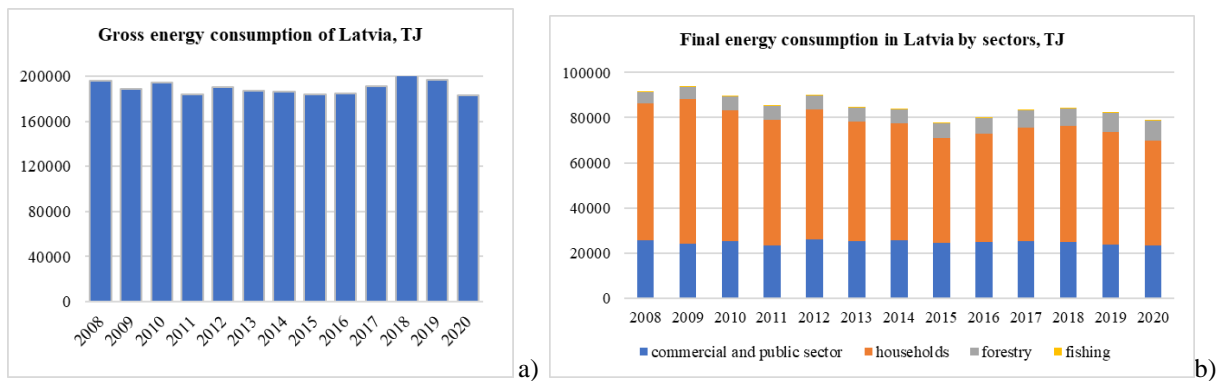 Gross energy consumption of Latvia, TJ
200000
160000
120000
80000
40000
0
2008 2009 2010 2011 2012 2013 2014 2015 2016 2017 2018 2019 2020
a)
Final energy consumption in Latvia by sectors, TJ
100000
80000
60000
40000
20000
0
2008 2009 2010 2011 2012 2013 2014 2015 2016 2017 2018 2019 2020
commercial and public sector households forestry fishing
b)